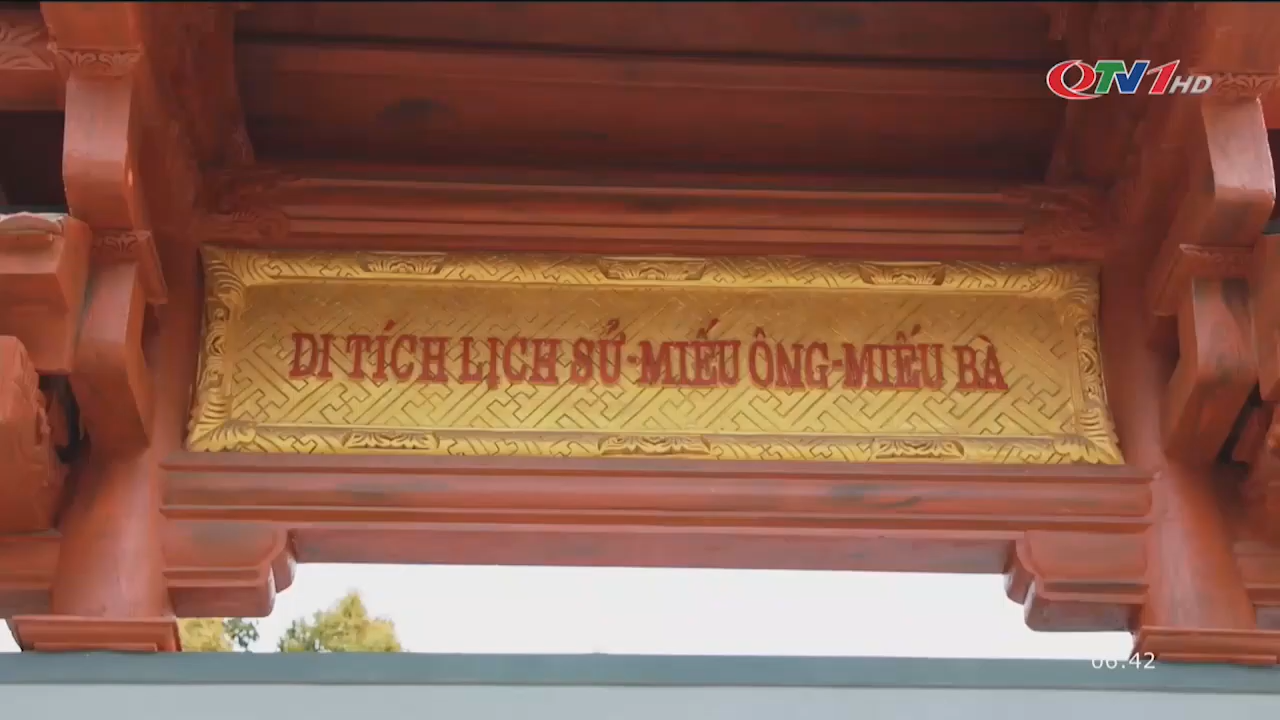 QTV1HD
DI TÍCH LỊCH SỬ-MIẾU ÔNG-MIẾU BÀ
06:42